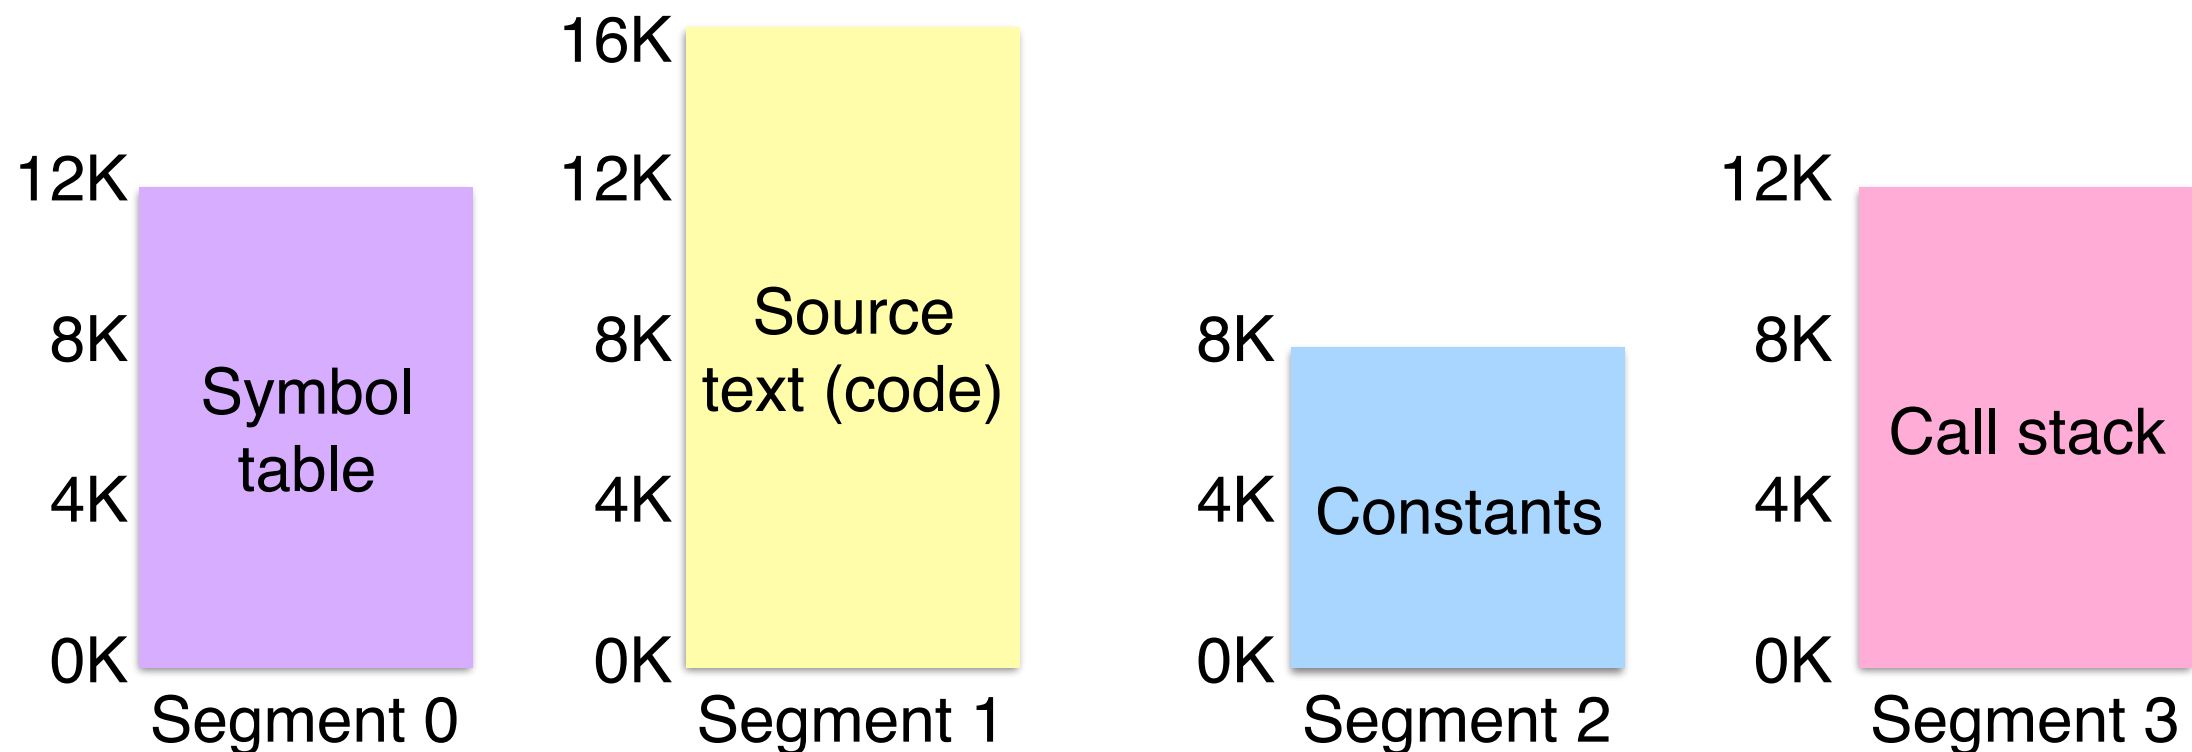 16K
12K
12K
12K
8K
8K
8K
8K
Source
text (code)
Symbol
table
Call stack
4K
4K
4K
4K
Constants
0K
0K
0K
0K
Segment 0
Segment 1
Segment 2
Segment 3